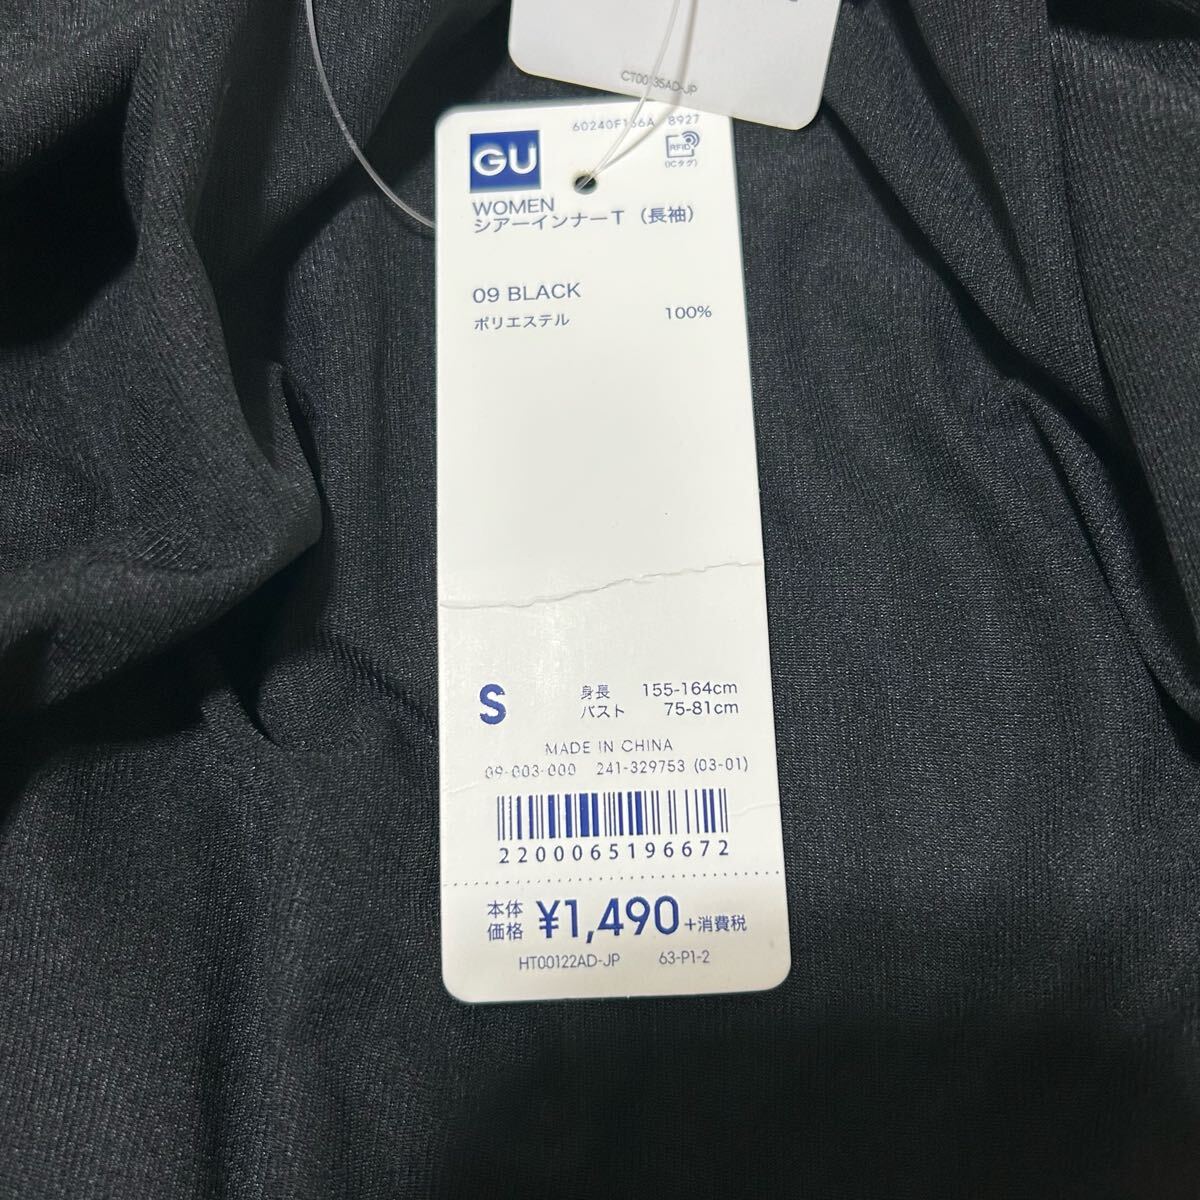 CT00135AD-JP
60240F166A 8927
GU
RFID
(ICタグ)
WOMEN
シアーインナーT（長袖）
09 BLACK
ポリエステル 100%
S
身長 155-164cm
バスト 75-81cm
MADE IN CHINA
09-003-000 241-329753 (03-01)
2200065196672
本体価格 ¥1,490+消費税
HT00122AD-JP 63-P1-2